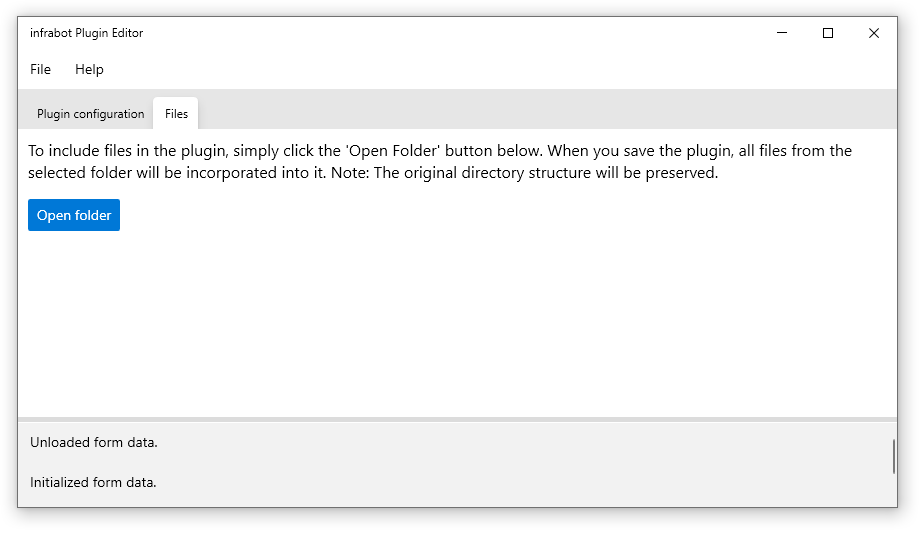 infrabot Plugin Editor
File Help
Plugin configuration Files
To include files in the plugin, simply click the 'Open Folder' button below. When you save the plugin, all files from the
selected folder will be incorporated into it. Note: The original directory structure will be preserved.
Open folder
Unloaded form data.
Initialized form data.